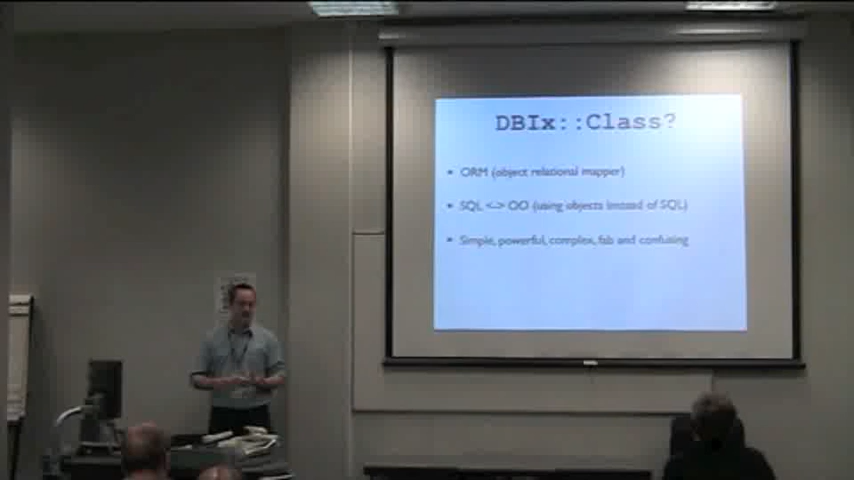 DBIx::Class?
• ORM (object relational mapper)
• SQL <-> OO (using objects instead of SQL)
• Simple, powerful, complex, fab and confusing